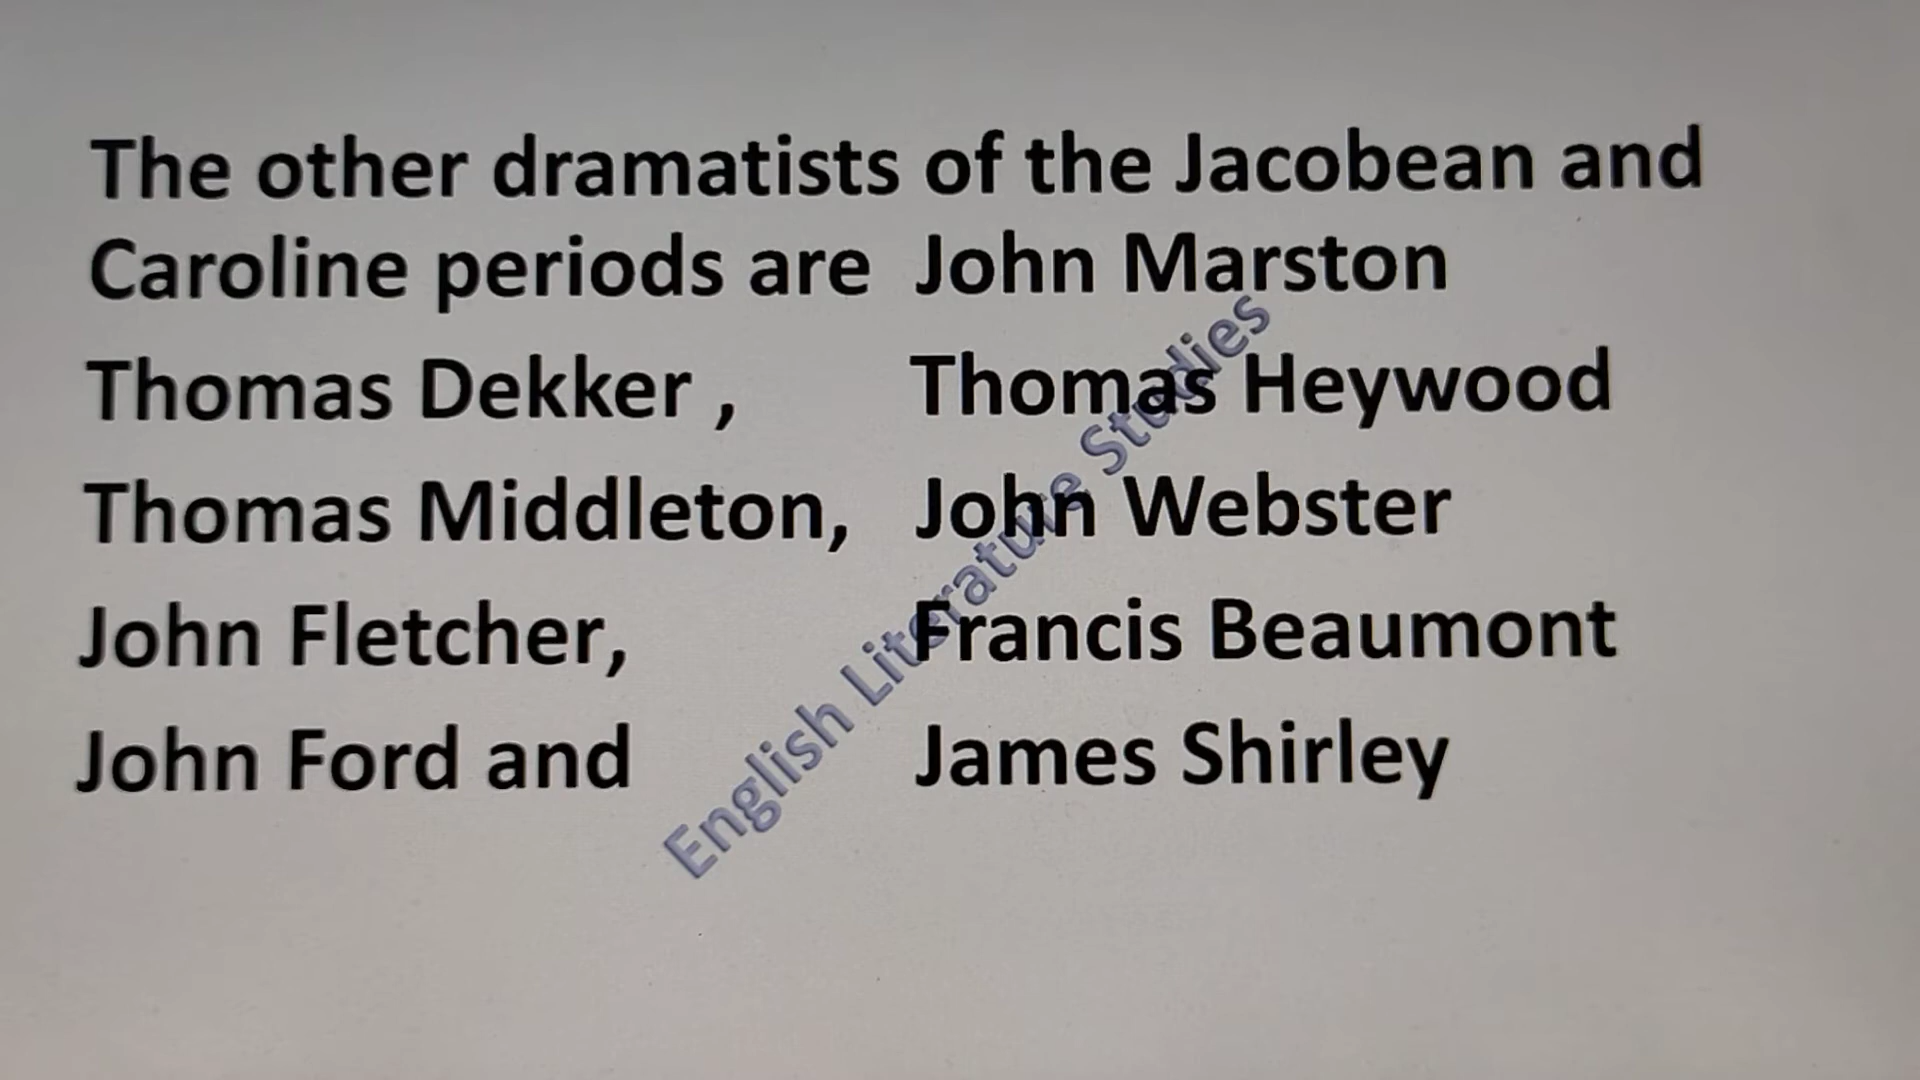 The other dramatists of the Jacobean and
Caroline periods are John Marston
Thomas Dekker , Thomas Heywood
Thomas Middleton, John Webster
John Fletcher, Francis Beaumont
John Ford and James Shirley
English Literature Studies